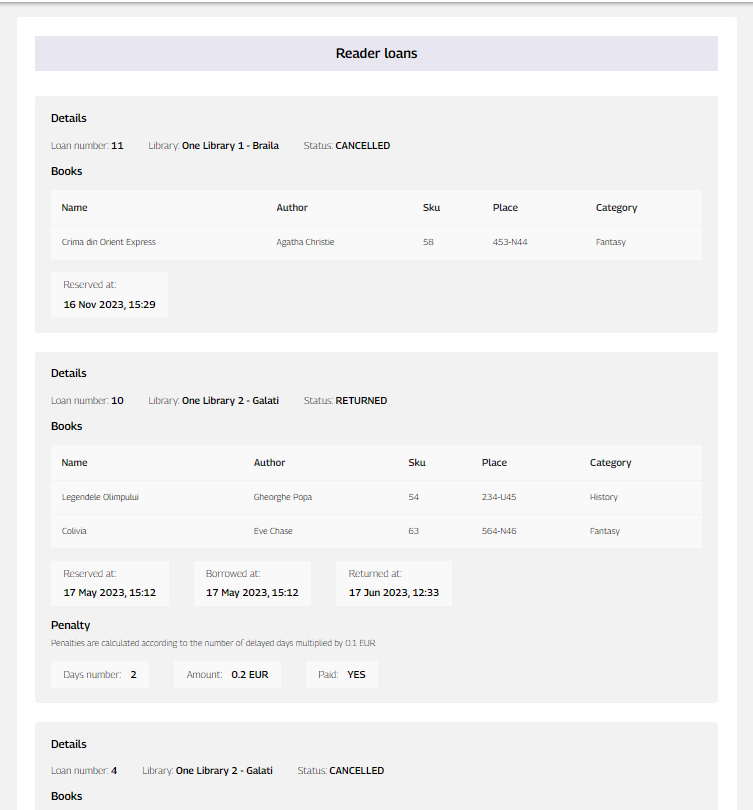 Reader loans
Details
Loan number: 11 Library: One Library 1 - Braila Status: CANCELLED
Books
Name Author Sku Place Category
Crima din Orient Express Agatha Christie 58 453-N44 Fantasy
Reserved at:
16 Nov 2023, 15:29
Details
Loan number: 10 Library: One Library 2 - Galati Status: RETURNED
Books
Name Author Sku Place Category
Legendele Olimpului Gheorghe Popa 54 234-U45 History
Colivia Eve Chase 63 564-N46 Fantasy
Reserved at: Borrowed at: Returned at:
17 May 2023, 15:12 17 May 2023, 15:12 17 Jun 2023, 12:33
Penalty
Penalties are calculated according to the number of delayed days multiplied by 0.1 EUR
Days number: 2 Amount: 0.2 EUR Paid: YES
Details
Loan number: 4 Library: One Library 2 - Galati Status: CANCELLED
Books